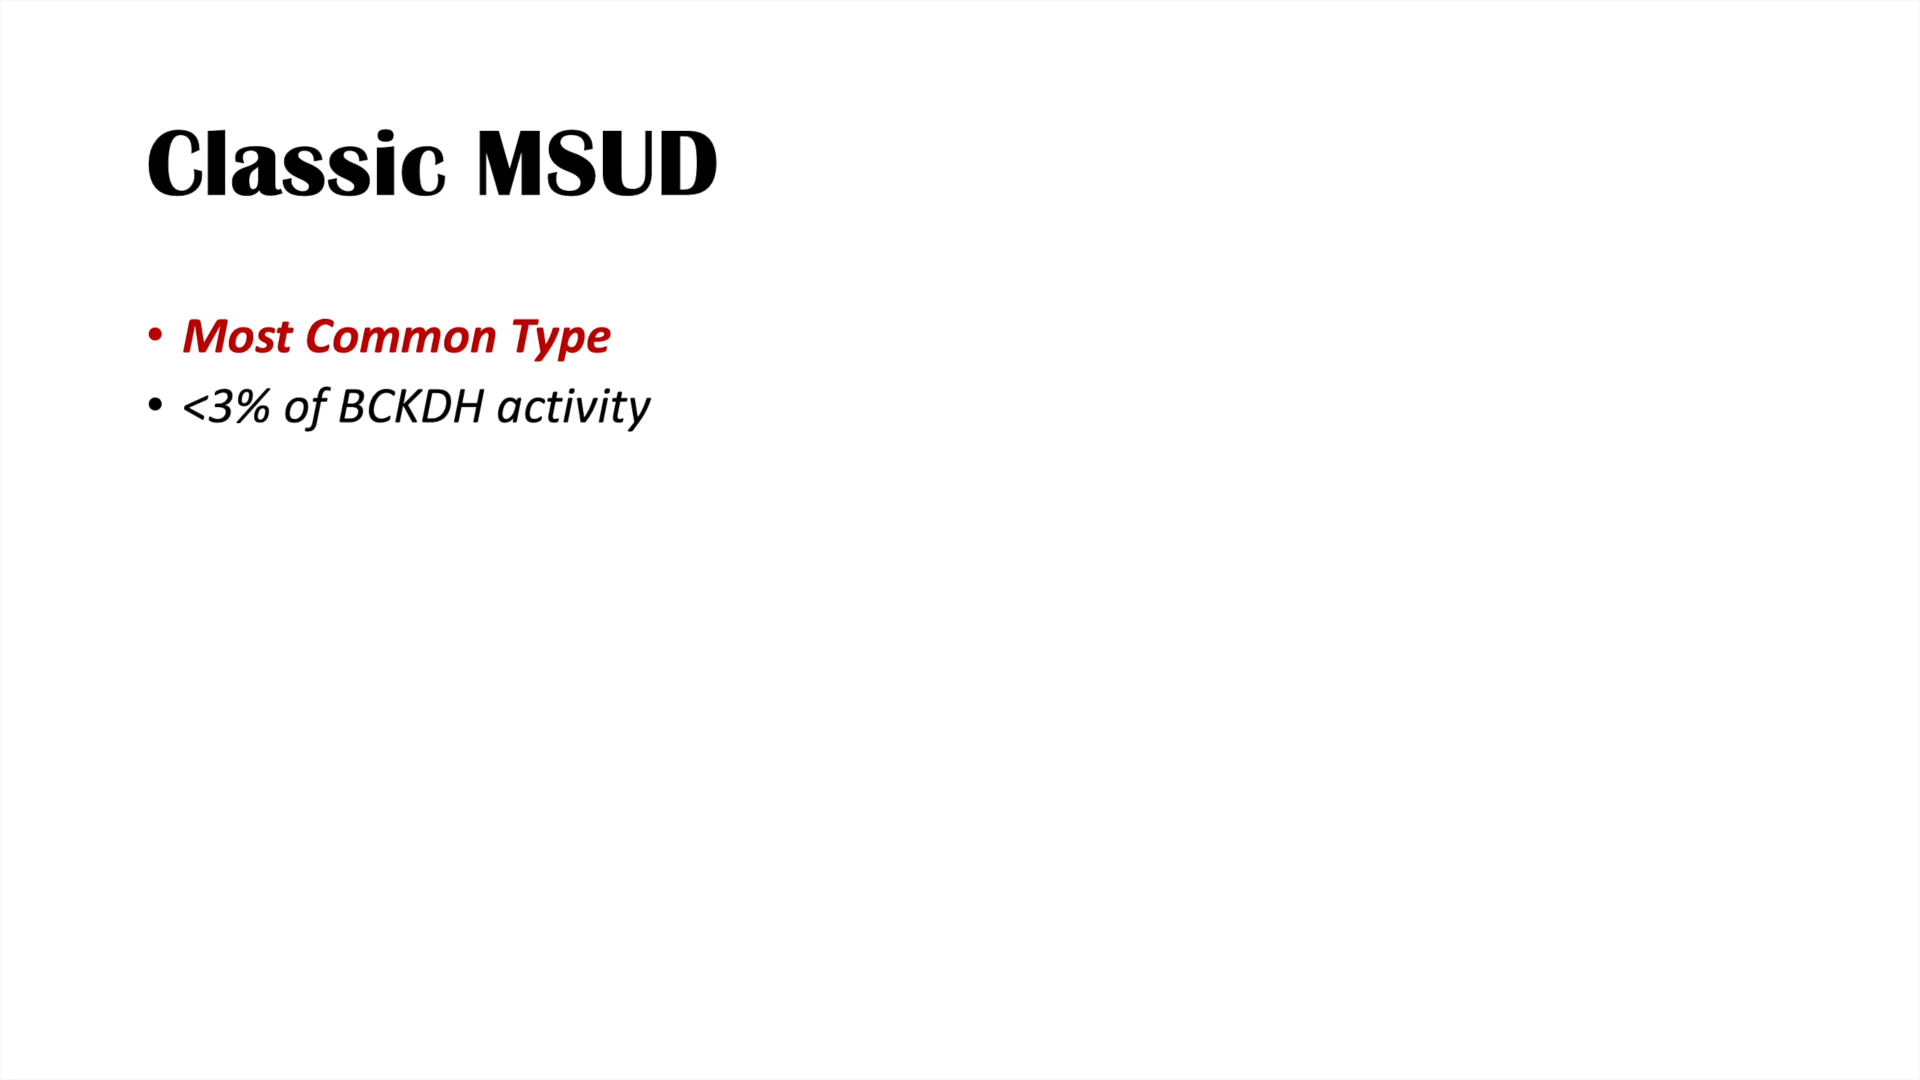 Classic MSUD
• Most Common Type
• <3% of BCKDH activity